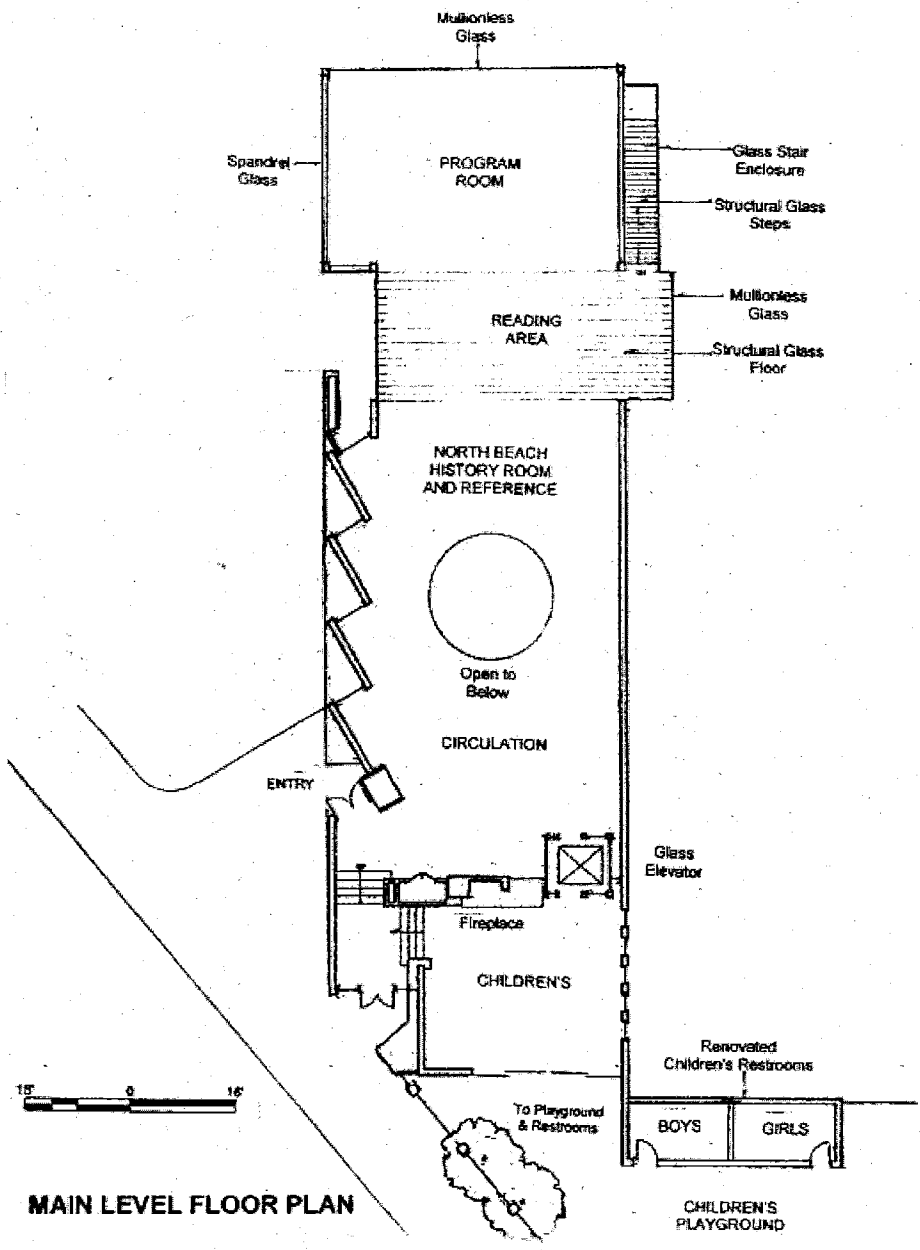 Mullionless
Glass
Spandrel
Glass
PROGRAM
ROOM
Glass Stair
Enclosure
Structural Glass
Steps
READING
AREA
Mullionless
Glass
Structural Glass
Floor
NORTH BEACH
HISTORY ROOM
AND REFERENCE
Open to
Below
CIRCULATION
ENTRY
Glass
Elevator
Fireplace
CHILDREN'S
Renovated
Children's Restrooms
To Playground
& Restrooms
BOYS
GIRLS
0
MAIN LEVEL FLOOR PLAN
CHILDREN'S
PLAYGROUND